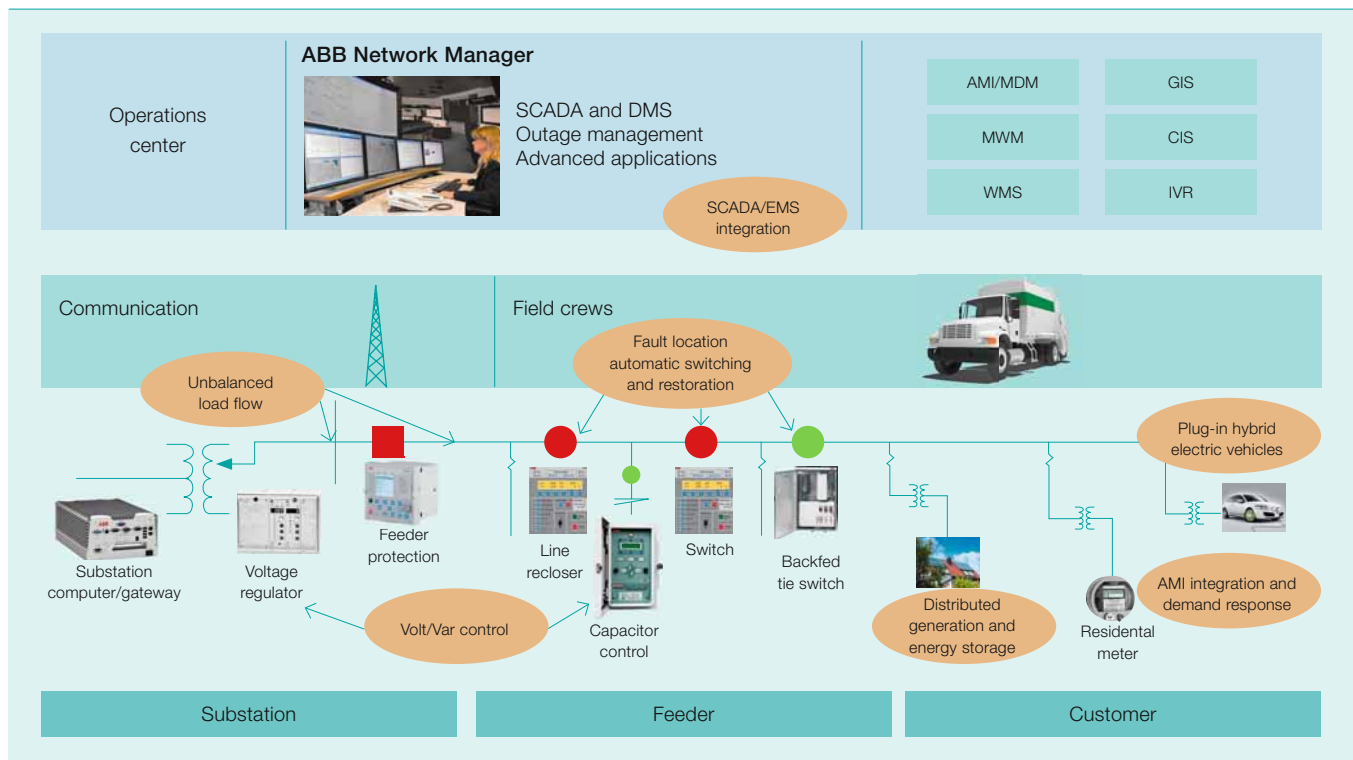 Operations
center
ABB Network Manager
SCADA and DMS
Outage management
Advanced applications
SCADA/EMS
integration
AMI/MDM
GIS
MWM
CIS
WMS
IVR
Communication
Field crews
Unbalanced
load flow
Fault location
automatic switching
and restoration
Plug-in hybrid
electric vehicles
Substation
computer/gateway
Voltage
regulator
Feeder
protection
Line
recloser
Capacitor
control
Switch
Backfed
tie switch
Volt/Var control
Distributed
generation and
energy storage
Residental
meter
AMI integration and
demand response
Substation
Feeder
Customer